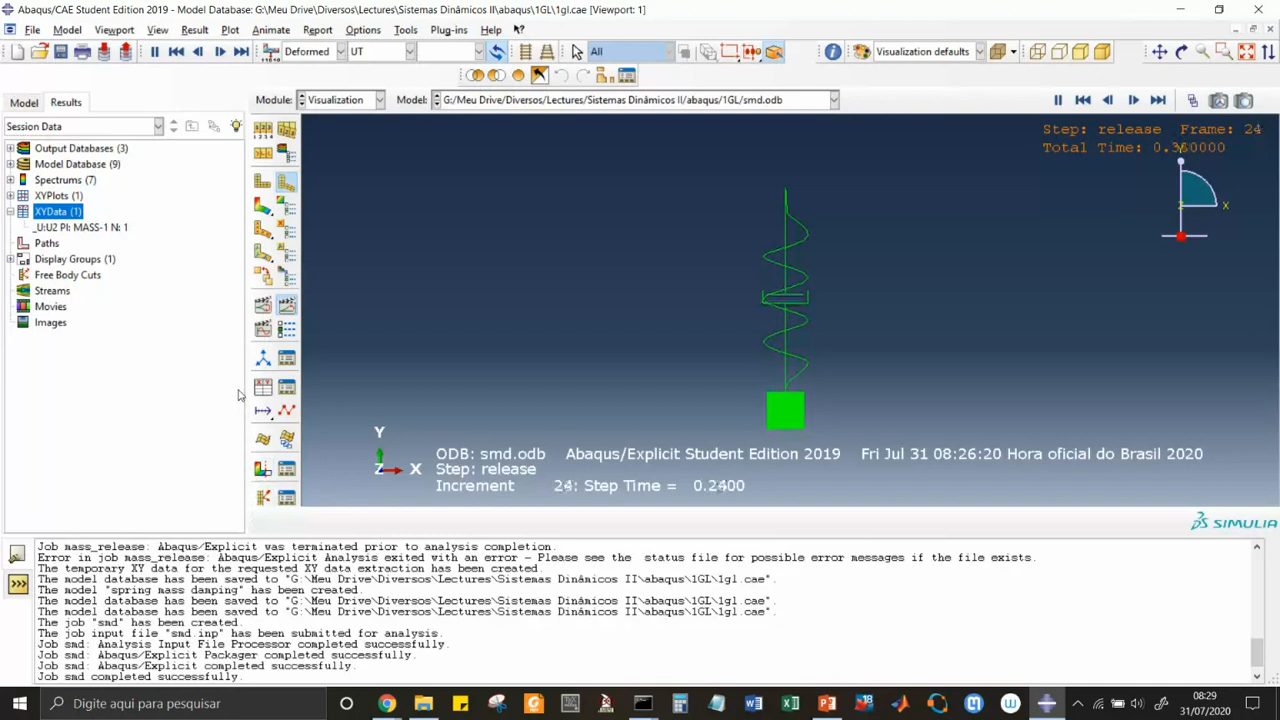 Abaqus/CAE Student Edition 2019 - Model Database: G:\Meu Drive\Diversos\Lectures\Sistemas Dinâmicos II\abaqus\1GL\1gl.cae [Viewport: 1]
File Model Viewport View Result Plot Animate Report Options Tools Plug-ins Help
Deformed UT All Visualization defaults
Model Results Module: Visualization Model: G:/Meu Drive/Diversos/Lectures/Sistemas Dinâmicos II/abaqus/1GL/smd.odb
Session Data
Output Databases (3)
Model Database (9)
Spectrums (7)
XYPlots (1)
XYData (1)
_U:U2 PI: MASS-1 N: 1
Paths
Display Groups (1)
Free Body Cuts
Streams
Movies
Images
Step: release Frame: 24
Total Time:
X
Y
Z X
ODB: smd.odb Abaqus/Explicit Student Edition 2019 Fri Jul 31 08:26:20 Hora oficial do Brasil 2020
Step: release
Increment 24: Step Time = 0.2400
SIMULIA
Job mass_release: Abaqus/Explicit was terminated prior to analysis completion.
Error in job mass_release: Abaqus/Explicit Analysis exited with an error - Please see the status file for possible error messages if the file exists.
The temporary XY data for the requested XY data extraction has been created.
The model database has been saved to "G:\Meu Drive\Diversos\Lectures\Sistemas Dinâmicos II\abaqus\1GL\1gl.cae".
The model "spring mass damping" has been created.
The model database has been saved to "G:\Meu Drive\Diversos\Lectures\Sistemas Dinâmicos II\abaqus\1GL\1gl.cae".
The model database has been saved to "G:\Meu Drive\Diversos\Lectures\Sistemas Dinâmicos II\abaqus\1GL\1gl.cae".
The job "smd" has been created.
The job input file "smd.inp" has been submitted for analysis.
Job smd: Analysis Input File Processor completed successfully.
Job smd: Abaqus/Explicit Packager completed successfully.
Job smd: Abaqus/Explicit completed successfully.
Job smd completed successfully.
>>>
Digite aqui para pesquisar
08:29
31/07/2020